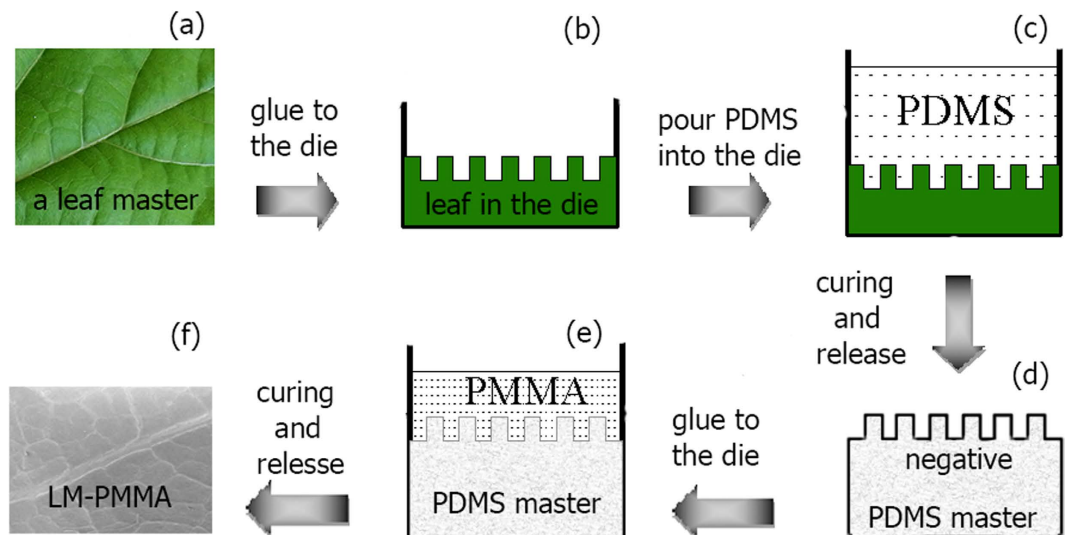 (a)
a leaf master
glue to
the die
(b)
leaf in the die
pour PDMS
into the die
(c)
PDMS
curing
and
release
(d)
negative
PDMS master
glue to
the die
(e)
PMMA
PDMS master
curing
and
relesse
(f)
LM-PMMA